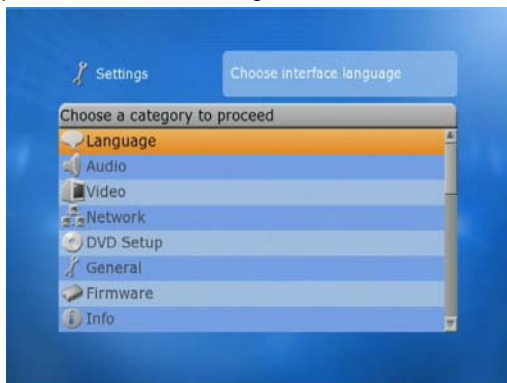 Settings
Choose interface language
Choose a category to proceed
Language
Audio
Video
Network
DVD Setup
General
Firmware
Info